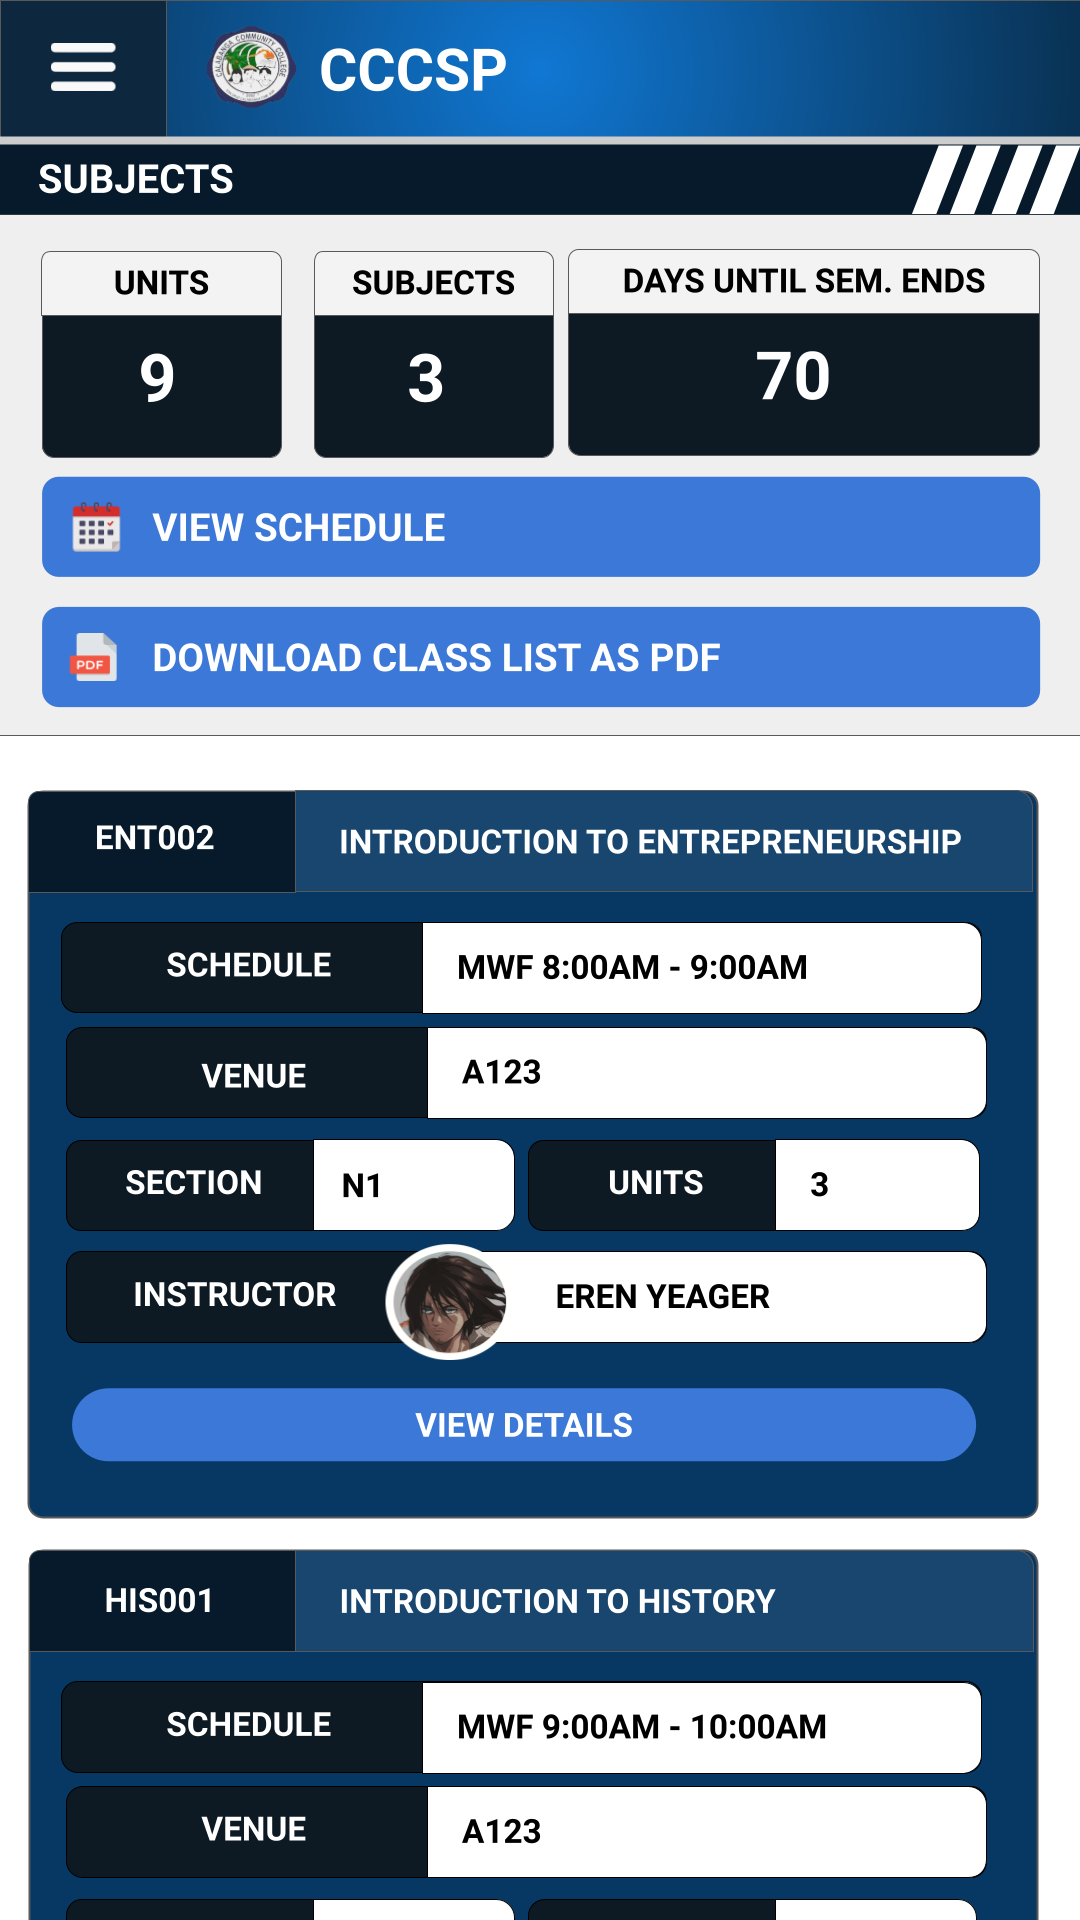 CALABANGA COMMUNITY COLLEGE
CCCSP
SUBJECTS
UNITS
SUBJECTS
DAYS UNTIL SEM. ENDS
9
3
70
VIEW SCHEDULE
PDF
DOWNLOAD CLASS LIST AS PDF
ENT002
INTRODUCTION TO ENTREPRENEURSHIP
SCHEDULE
MWF 8:00AM - 9:00AM
VENUE
A123
SECTION
N1
UNITS
3
INSTRUCTOR
EREN YEAGER
VIEW DETAILS
HIS001
INTRODUCTION TO HISTORY
SCHEDULE
MWF 9:00AM - 10:00AM
VENUE
A123